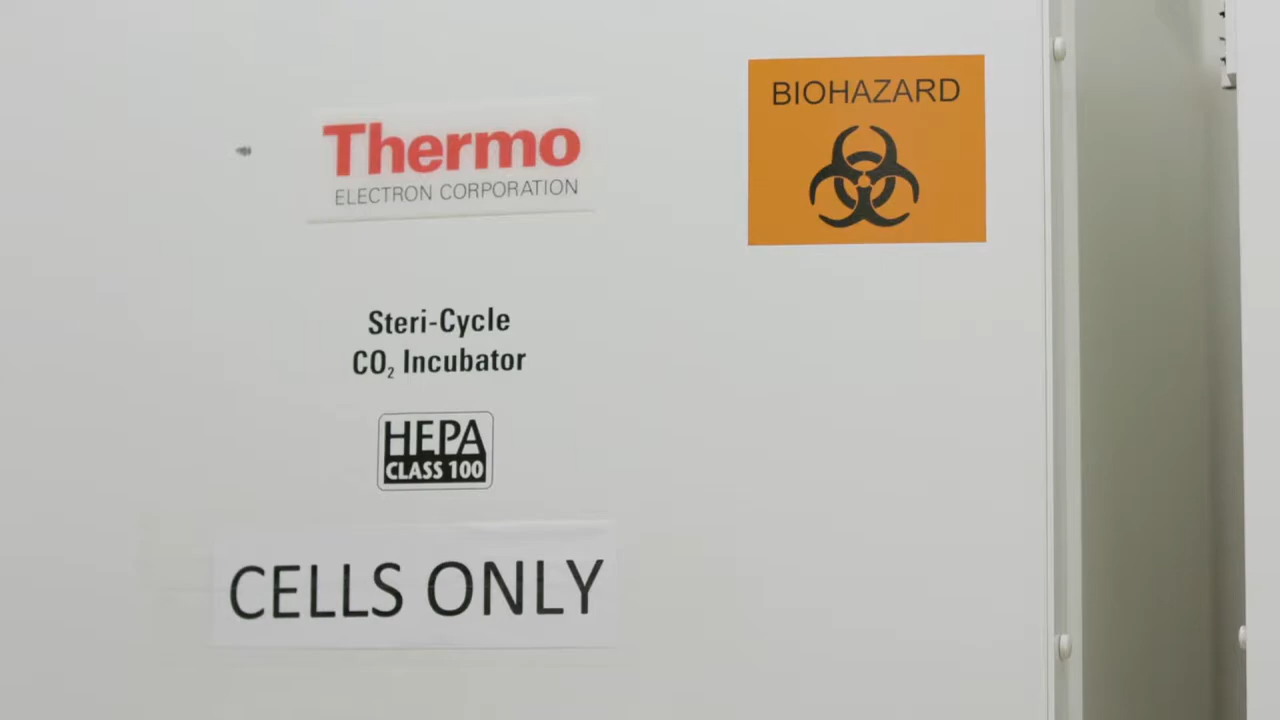 Thermo
ELECTRON CORPORATION
BIOHAZARD
Steri-Cycle
CO₂ Incubator
HEPA
CLASS 100
CELLS ONLY